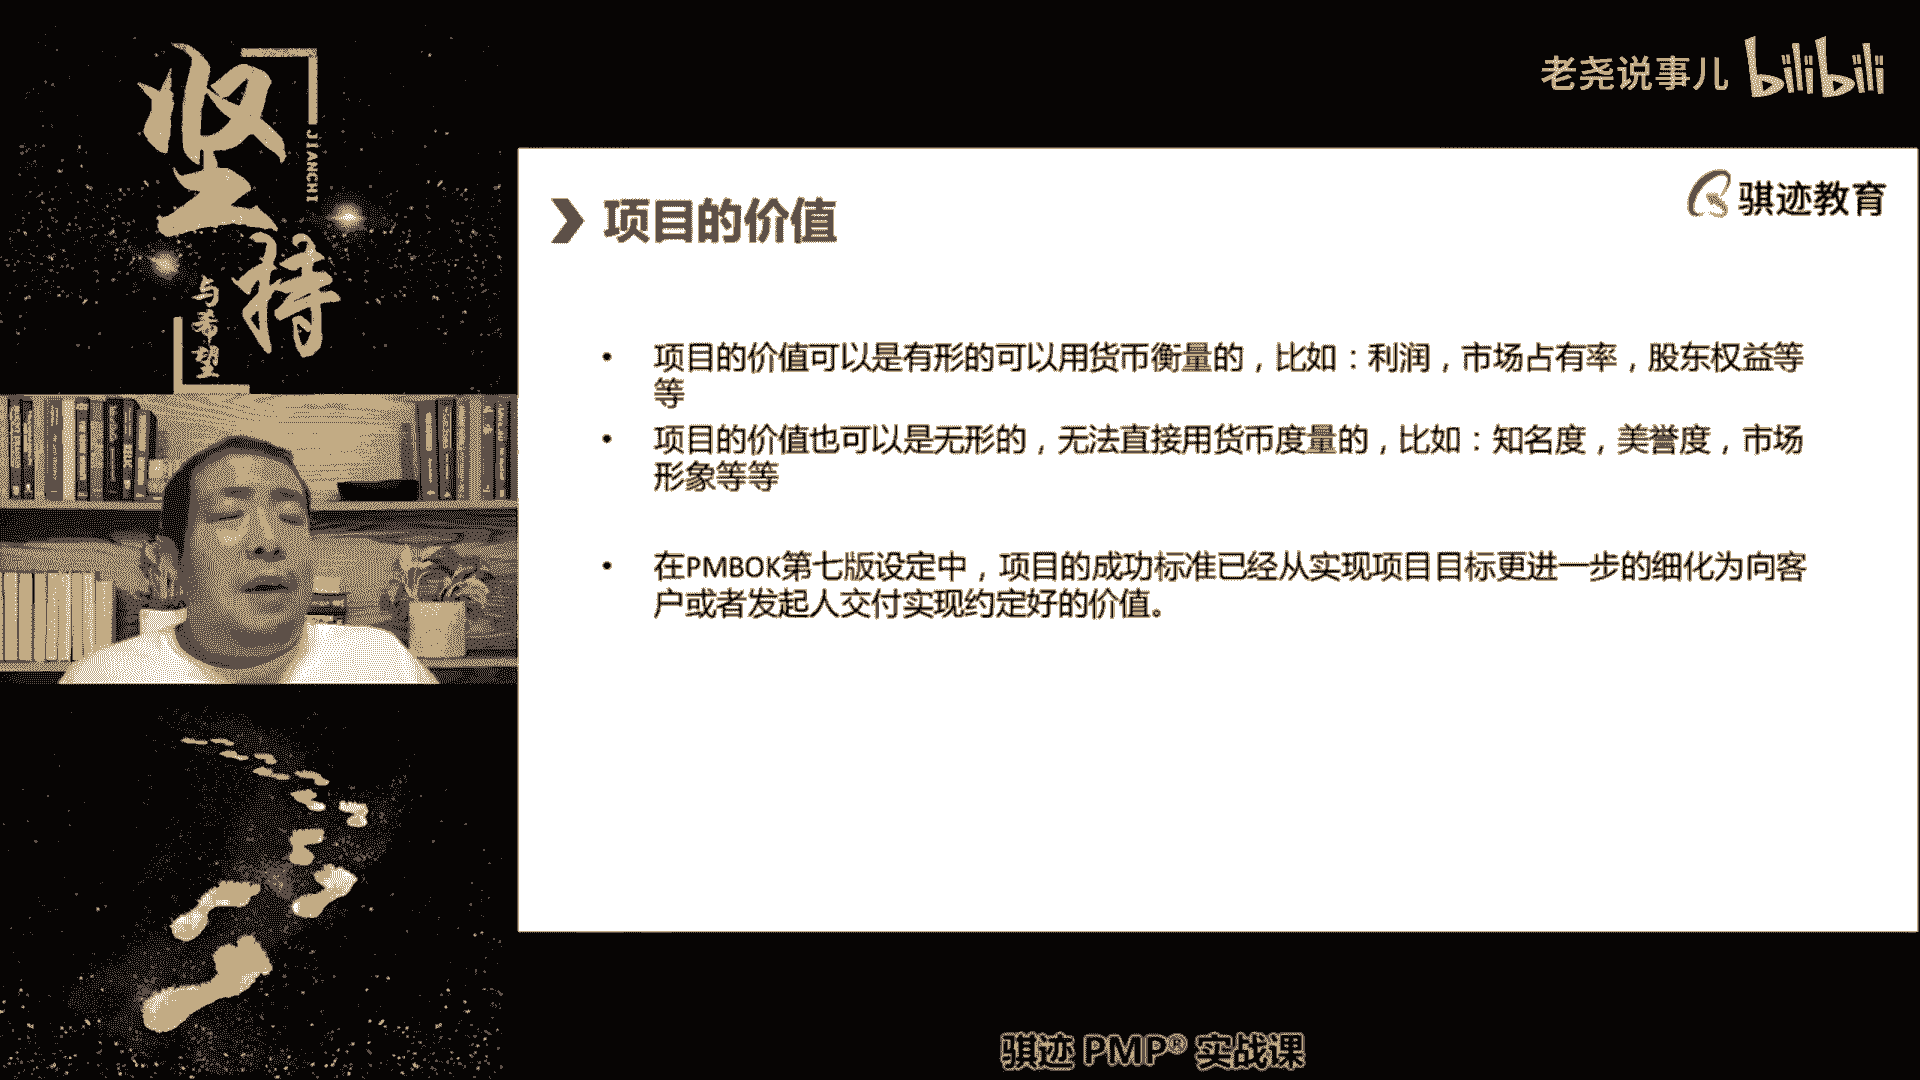 坚持
JIANCHI
与希望
老尧说事儿 bilibili
骐迹教育
项目的价值
• 项目的价值可以是有形的可以用货币衡量的，比如：利润，市场占有率，股东权益等
等
• 项目的价值也可以是无形的，无法直接用货币度量的，比如：知名度，美誉度，市场
形象等等
• 在PMBOK第七版设定中，项目的成功标准已经从实现项目目标更进一步的细化为向客
户或者发起人交付实现约定好的价值。
骐迹 PMP® 实战课